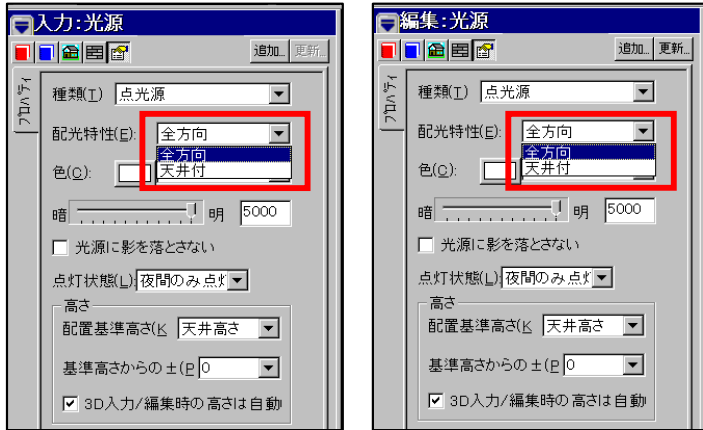 入力:光源
追加... 更新...
プロパティ
種類(T) 点光源
配光特性(E): 全方向
全方向
天井付
色(C):
暗 明 5000
光源に影を落とさない
点灯状態(L): 夜間のみ点灯
高さ
配置基準高さ(K 天井高さ
基準高さからの±(P 0
3D入力/編集時の高さは自動
編集:光源
追加... 更新...
プロパティ
種類(T) 点光源
配光特性(E): 全方向
全方向
天井付
色(C):
暗 明 5000
光源に影を落とさない
点灯状態(L): 夜間のみ点灯
高さ
配置基準高さ(K 天井高さ
基準高さからの±(P 0
3D入力/編集時の高さは自動